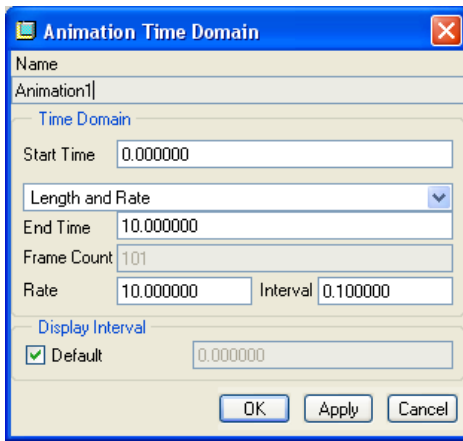 Animation Time Domain
Name
Animation1
Time Domain
Start Time 0.000000
Length and Rate
End Time 10.000000
Frame Count 101
Rate 10.000000 Interval 0.100000
Display Interval
Default 0.000000
OK Apply Cancel